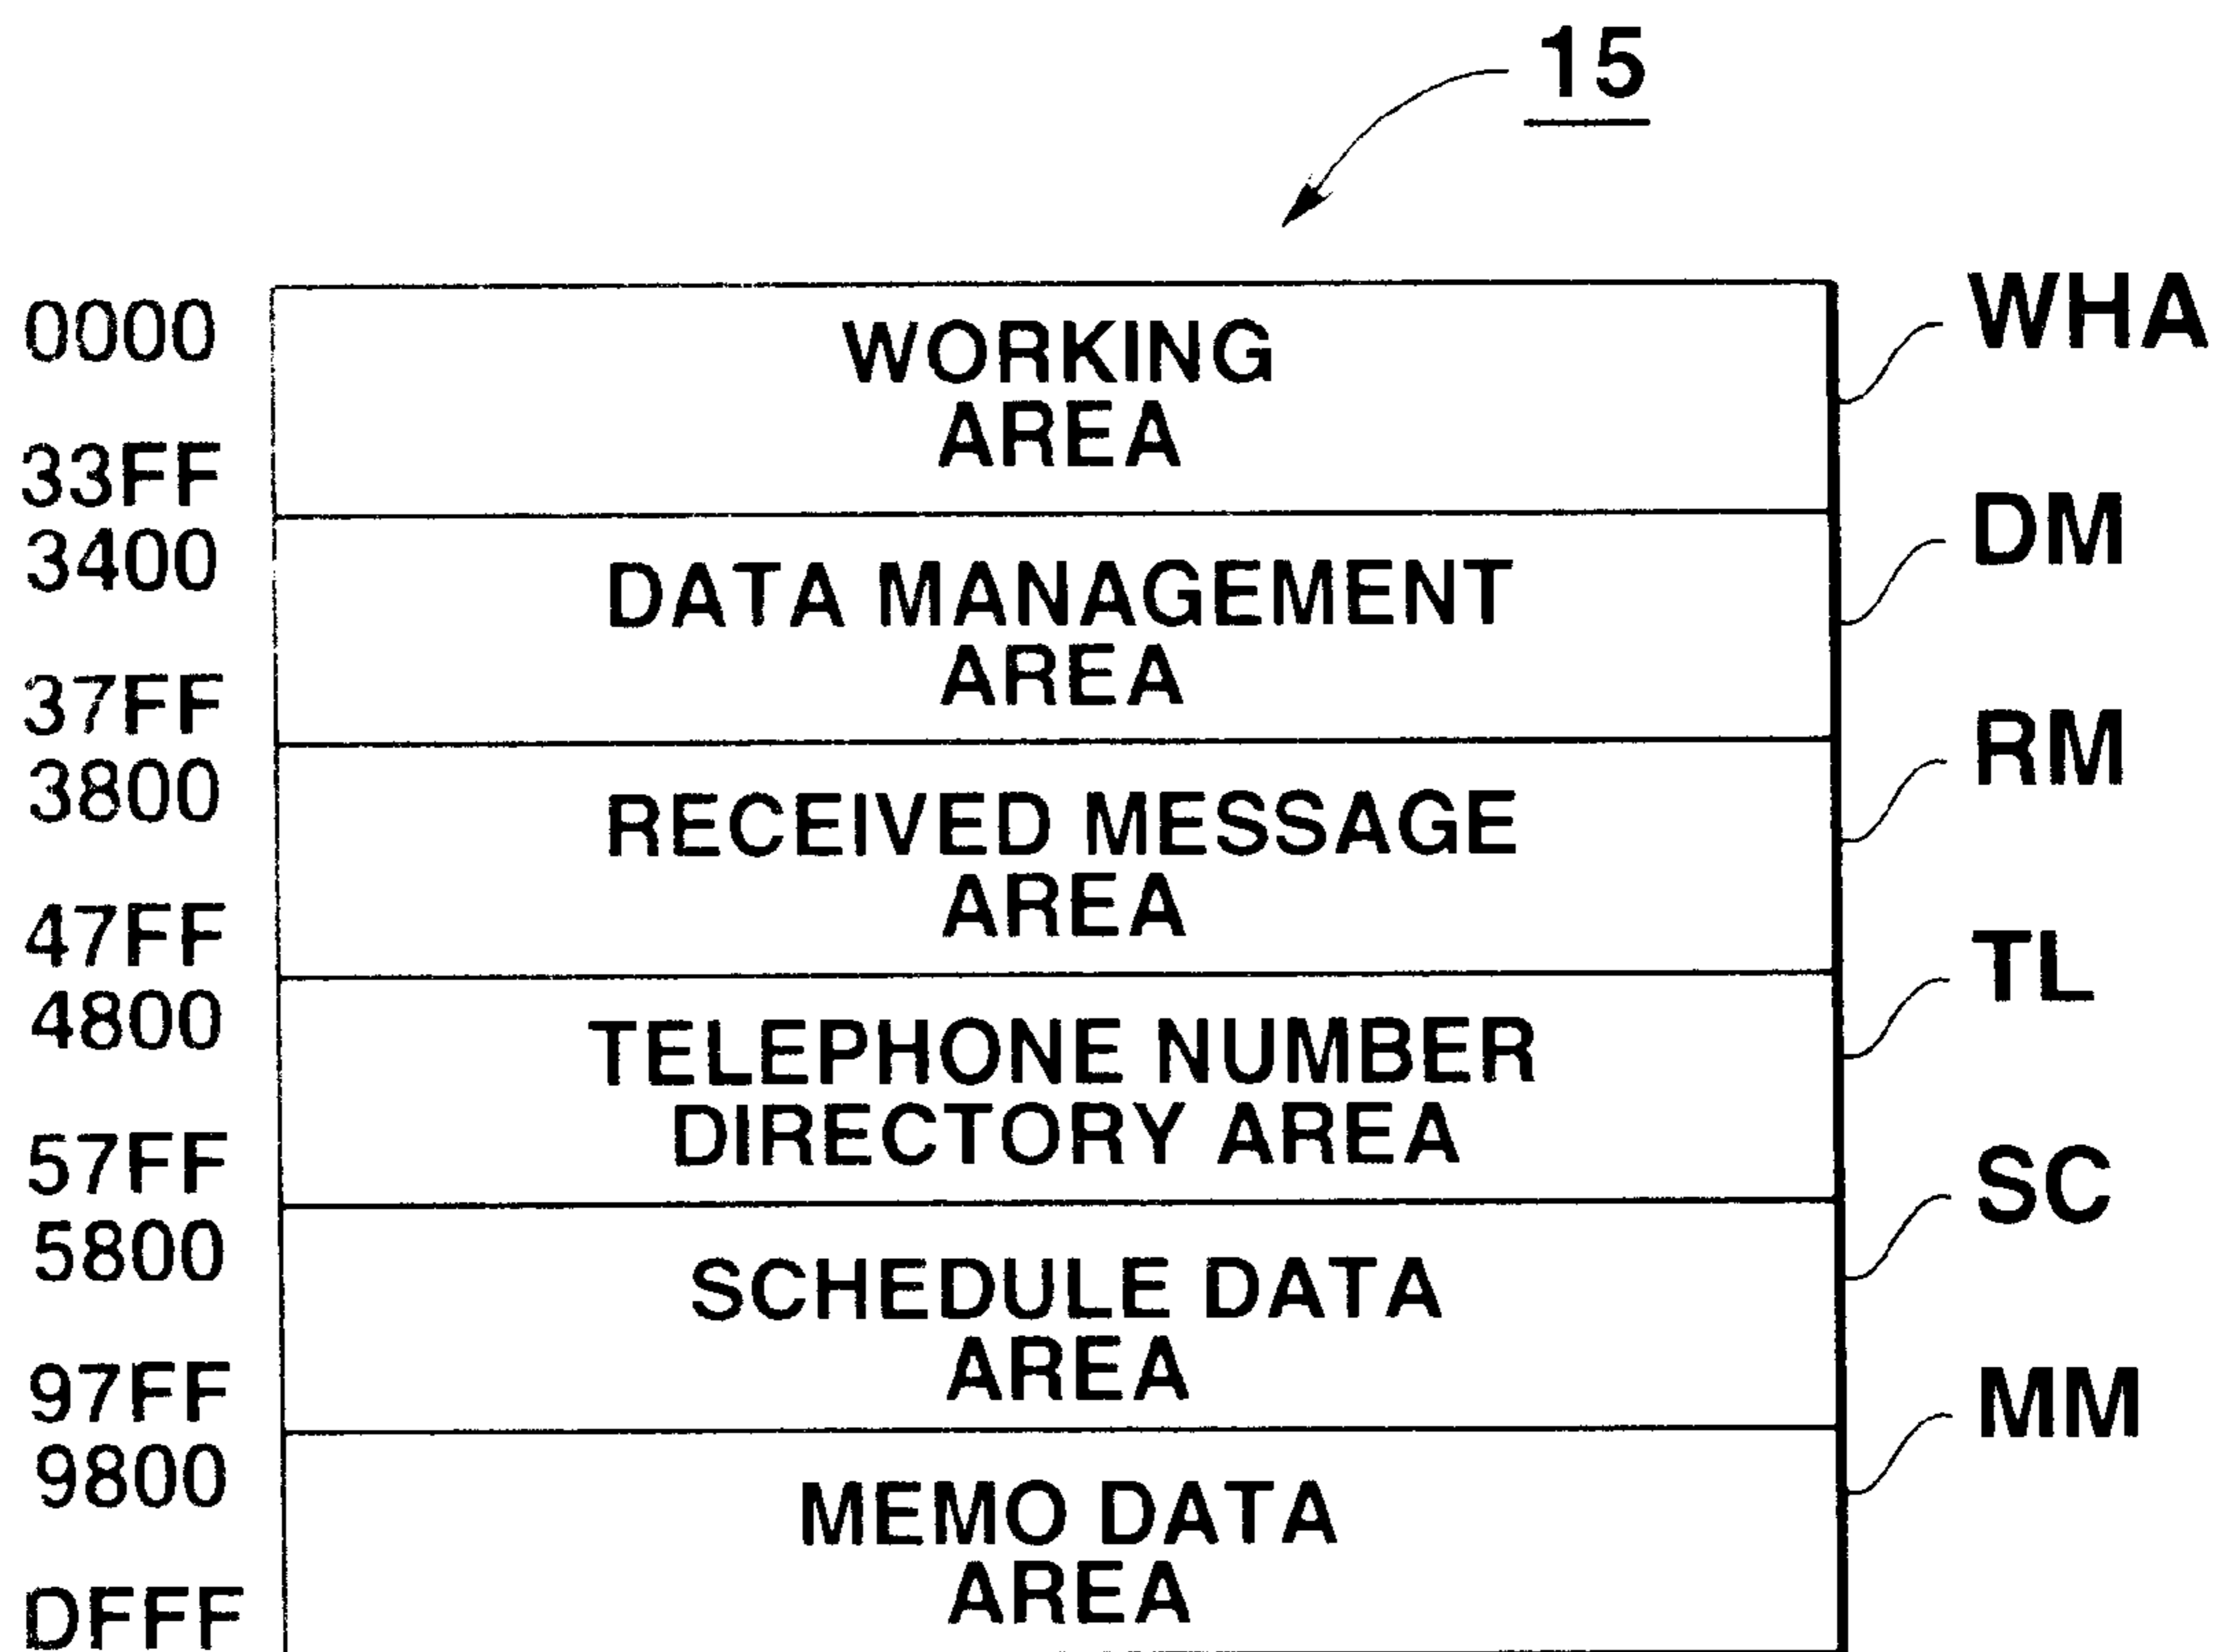 15
0000
WORKING
AREA
WHA
33FF
3400
DATA MANAGEMENT
AREA
DM
37FF
3800
RECEIVED MESSAGE
AREA
RM
47FF
4800
TELEPHONE NUMBER
DIRECTORY AREA
TL
57FF
5800
SCHEDULE DATA
AREA
SC
97FF
9800
MEMO DATA
AREA
MM
DFFF